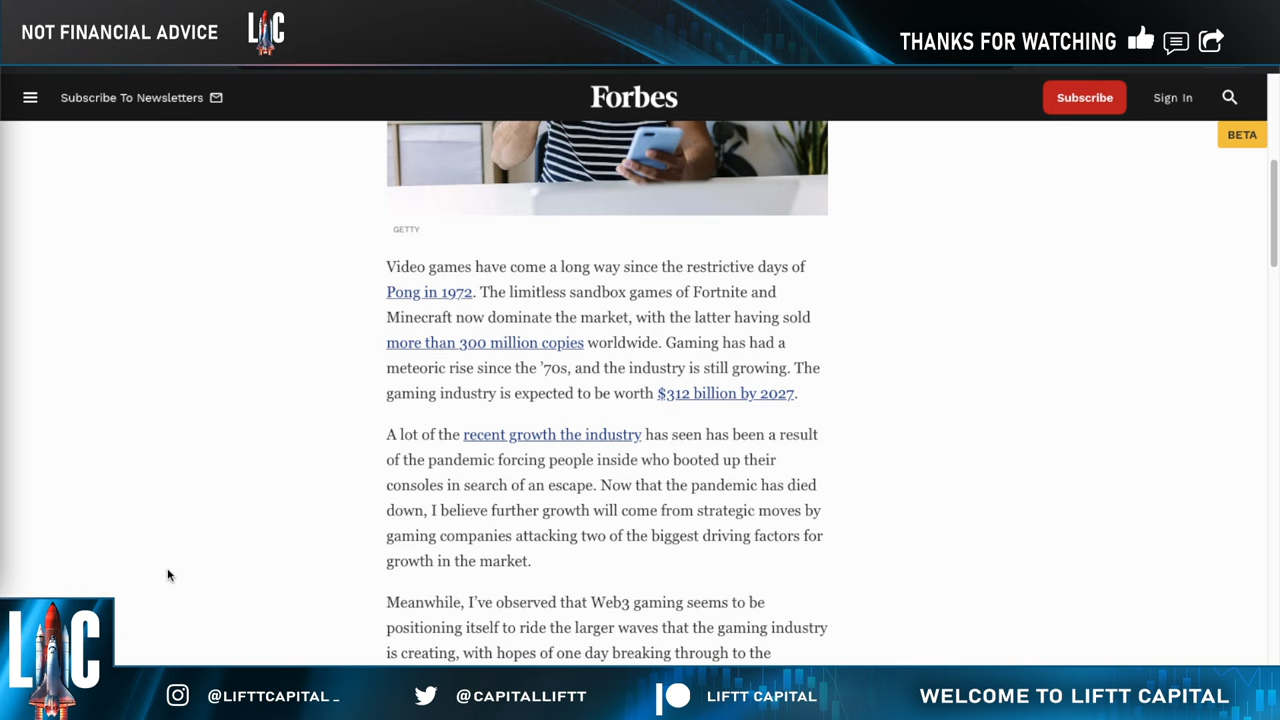 NOT FINANCIAL ADVICE
LC
THANKS FOR WATCHING
Subscribe To Newsletters
Forbes
Subscribe
Sign In
BETA
GETTY
Video games have come a long way since the restrictive days of
Pong in 1972. The limitless sandbox games of Fortnite and
Minecraft now dominate the market, with the latter having sold
more than 300 million copies worldwide. Gaming has had a
meteoric rise since the ’70s, and the industry is still growing. The
gaming industry is expected to be worth $312 billion by 2027.
A lot of the recent growth the industry has seen has been a result
of the pandemic forcing people inside who booted up their
consoles in search of an escape. Now that the pandemic has died
down, I believe further growth will come from strategic moves by
gaming companies attacking two of the biggest driving factors for
growth in the market.
Meanwhile, I’ve observed that Web3 gaming seems to be
positioning itself to ride the larger waves that the gaming industry
is creating, with hopes of one day breaking through to the
LC
@LIFTTCAPITAL_
@CAPITALLIFTT
LIFTT CAPITAL
WELCOME TO LIFTT CAPITAL